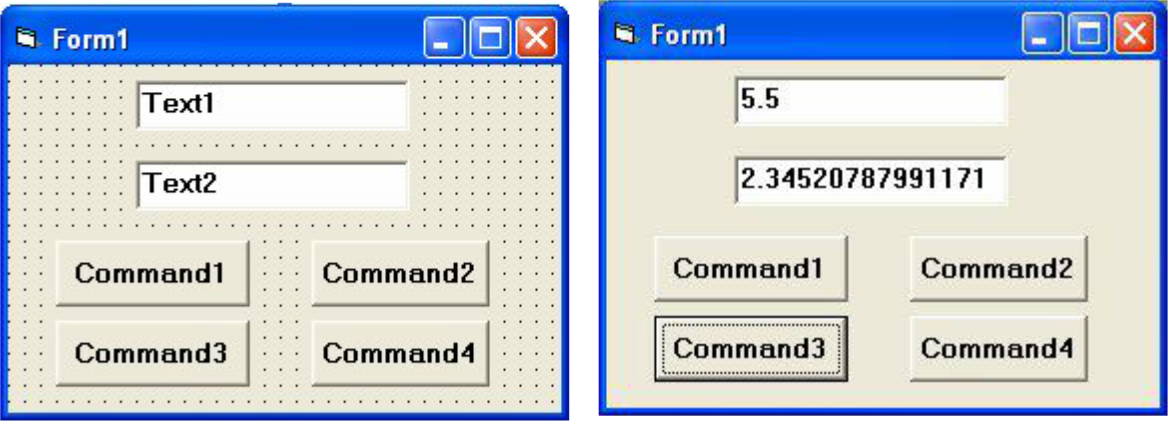 Form1
Text1
Text2
Command1
Command2
Command3
Command4
Form1
5.5
2.34520787991171
Command1
Command2
Command3
Command4